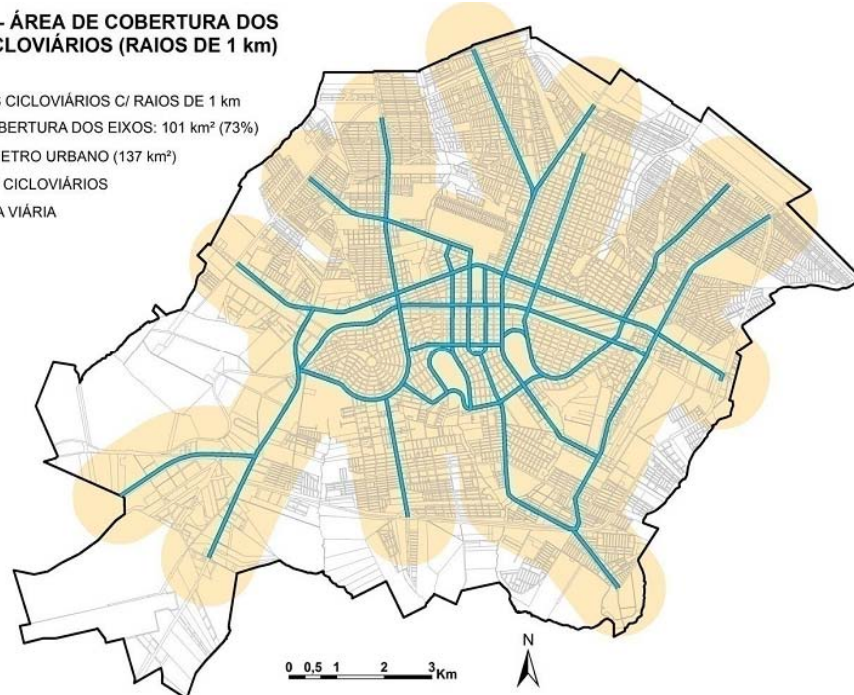 - ÁREA DE COBERTURA DOS
CLOVIÁRIOS (RAIOS DE 1 km)
S CICLOVIÁRIOS C/ RAIOS DE 1 km
BERTURA DOS EIXOS: 101 km² (73%)
ETRO URBANO (137 km²)
CICLOVIÁRIOS
A VIÁRIA
N
0 0,5 1 2 3 Km